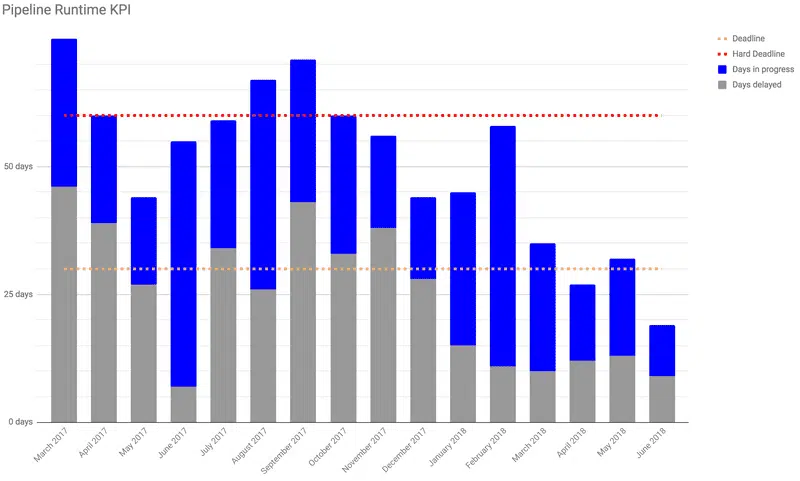 Pipeline Runtime KPI
Deadline
Hard Deadline
Days in progress
Days delayed
50 days
25 days
0 days
March 2017
April 2017
May 2017
June 2017
July 2017
August 2017
September 2017
October 2017
November 2017
December 2017
January 2018
February 2018
March 2018
April 2018
May 2018
June 2018